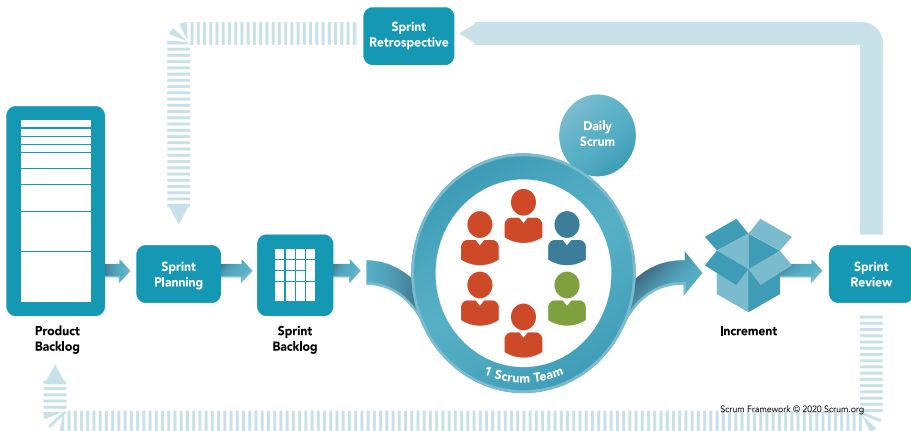 Sprint
Retrospective
Daily
Scrum
Sprint
Planning
Sprint
Review
Product
Backlog
Sprint
Backlog
1 Scrum Team
Increment
Scrum Framework © 2020 Scrum.org